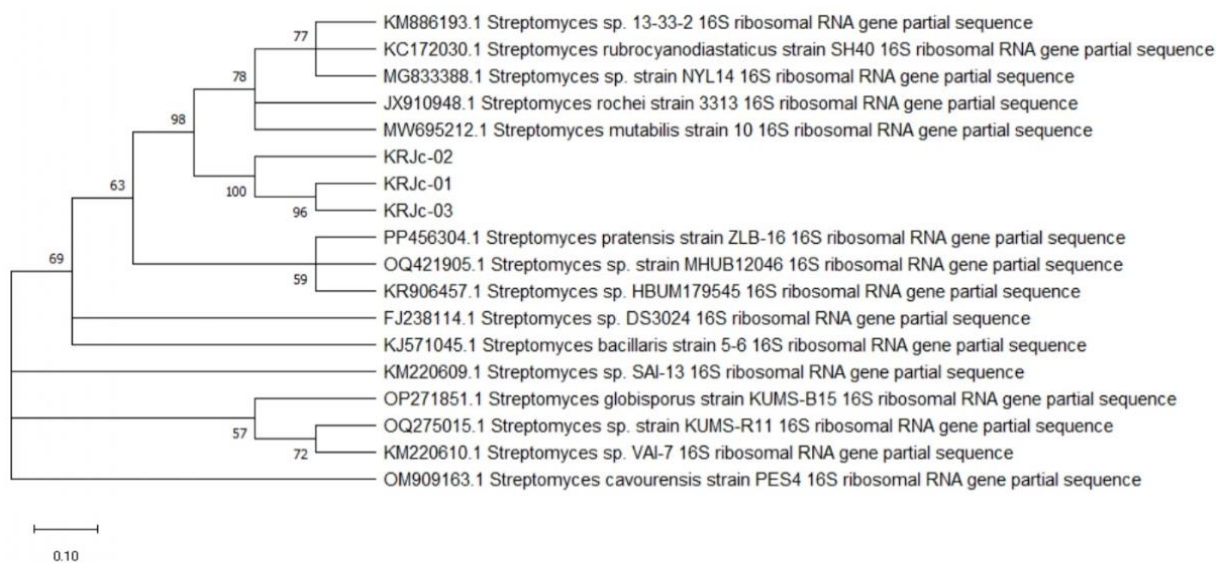 KM886193.1 Streptomyces sp. 13-33-2 16S ribosomal RNA gene partial sequence
77
KC172030.1 Streptomyces rubrocyanodiastaticus strain SH40 16S ribosomal RNA gene partial sequence
78
MG833388.1 Streptomyces sp. strain NYL14 16S ribosomal RNA gene partial sequence
JX910948.1 Streptomyces rochei strain 3313 16S ribosomal RNA gene partial sequence
98
MW695212.1 Streptomyces mutabilis strain 10 16S ribosomal RNA gene partial sequence
KRJc-02
63
100
KRJc-01
96
KRJc-03
PP456304.1 Streptomyces pratensis strain ZLB-16 16S ribosomal RNA gene partial sequence
69
OQ421905.1 Streptomyces sp. strain MHUB12046 16S ribosomal RNA gene partial sequence
59
KR906457.1 Streptomyces sp. HBUM179545 16S ribosomal RNA gene partial sequence
FJ238114.1 Streptomyces sp. DS3024 16S ribosomal RNA gene partial sequence
KJ571045.1 Streptomyces bacillaris strain 5-6 16S ribosomal RNA gene partial sequence
KM220609.1 Streptomyces sp. SAI-13 16S ribosomal RNA gene partial sequence
OP271851.1 Streptomyces globisporus strain KUMS-B15 16S ribosomal RNA gene partial sequence
57
OQ275015.1 Streptomyces sp. strain KUMS-R11 16S ribosomal RNA gene partial sequence
72
KM220610.1 Streptomyces sp. VAI-7 16S ribosomal RNA gene partial sequence
OM909163.1 Streptomyces cavourensis strain PES4 16S ribosomal RNA gene partial sequence
0.10